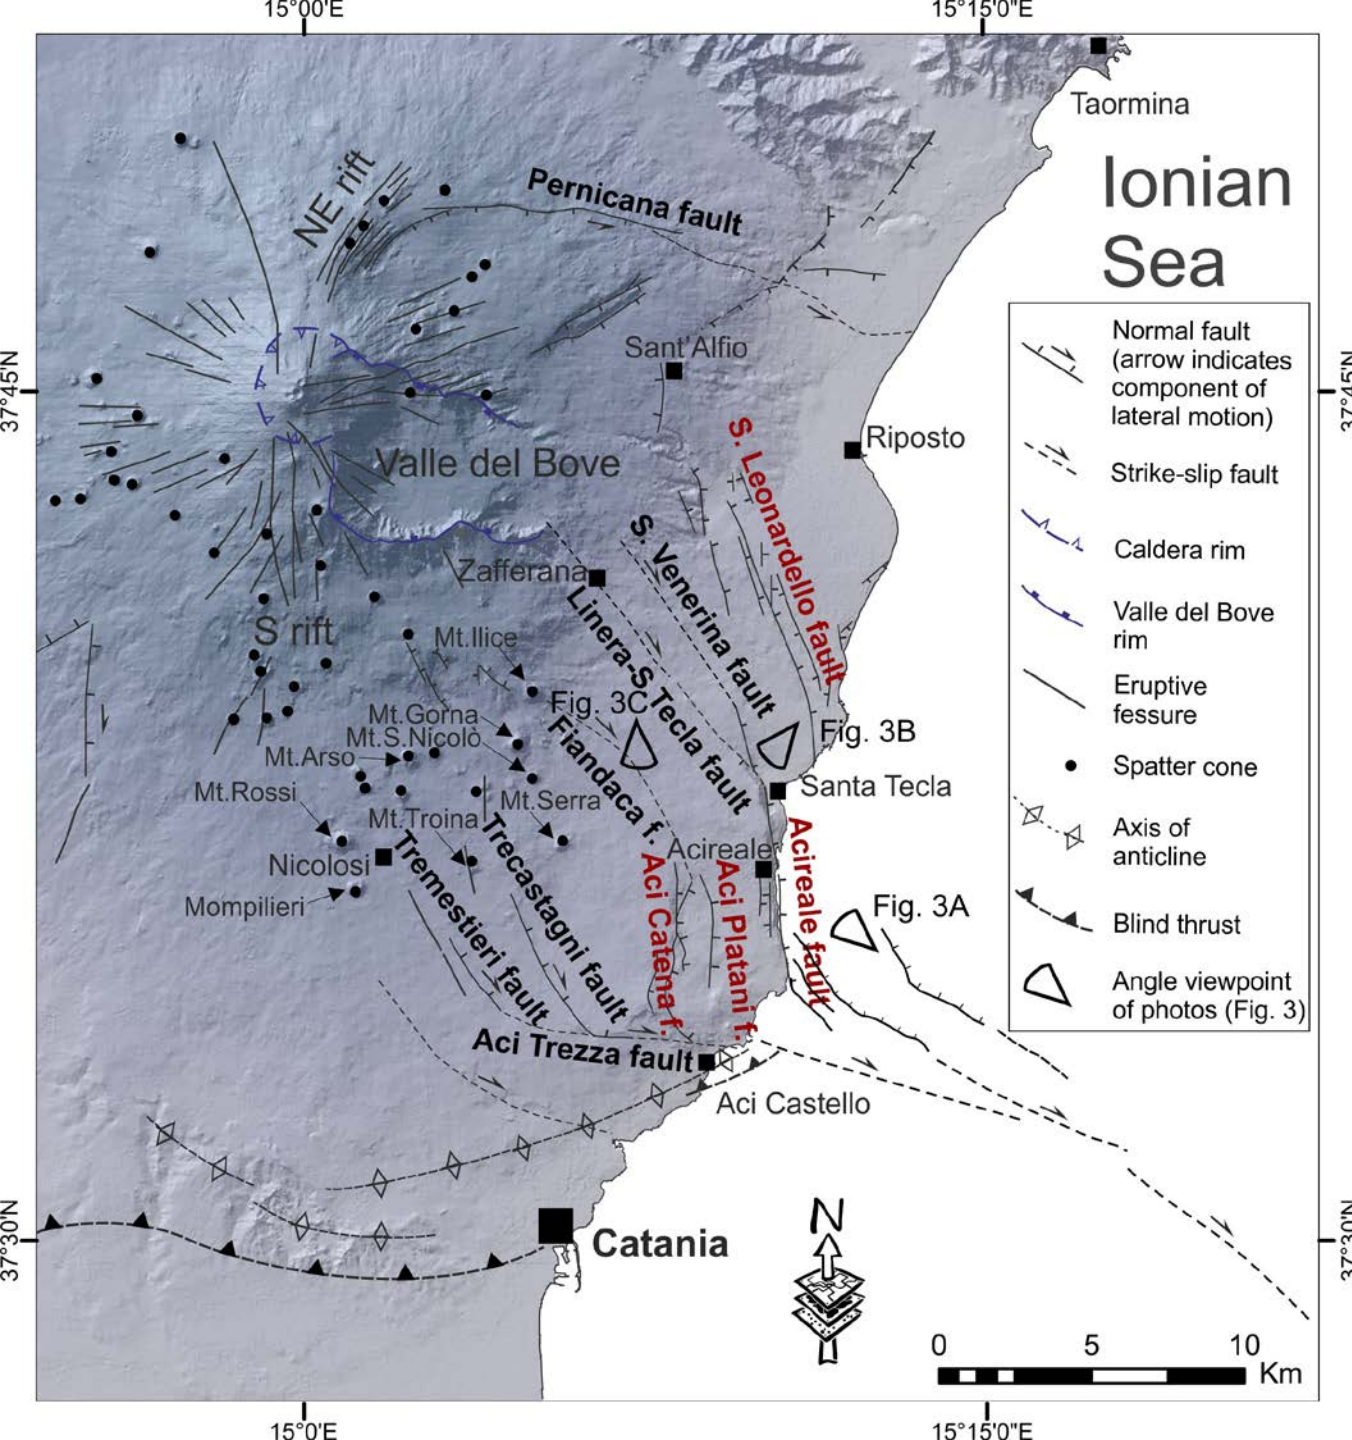 15°00'E
15°15'0"E
Taormina
Ionian
Sea
NE rift
Pernicana fault
Normal fault
(arrow indicates
component of
lateral motion)
Strike-slip fault
Caldera rim
Valle del Bove
rim
Eruptive
fessure
Spatter cone
Axis of
anticline
Blind thrust
Angle viewpoint
of photos (Fig. 3)
Sant'Alfio
37°45'N
37°45'N
Riposto
S. Leonardello fault
Valle del Bove
S. Venerina fault
Zafferana
Linera-S.Tecla fault
S rift
Mt.Ilice
Fig. 3C
Mt.Gorna
Mt.S.Nicolò
Fig. 3B
Mt.Arso
Fiandaca f.
Santa Tecla
Mt.Rossi
Mt.Serra
Mt.Troina
Acireale
Nicolosi
Tremestieri fault
Trecastagni fault
Aci Catena f.
Aci Platani f.
Acireale fault
Mompilieri
Fig. 3A
Aci Trezza fault
Aci Castello
37°30'N
37°30'N
N
Catania
0 5 10
Km
15°0'E
15°15'0"E